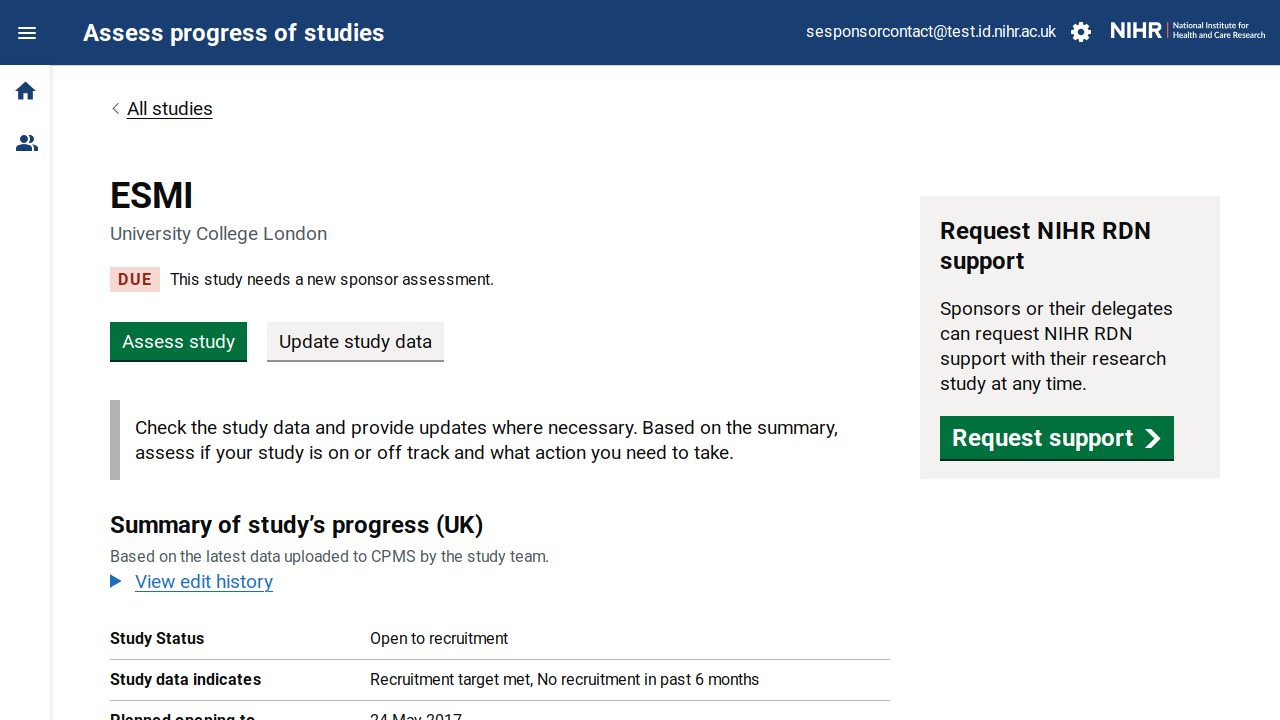 Assess progress of studies
sesponsorcontact@test.id.nihr.ac.uk
NIHR | National Institute for
Health and Care Research
All studies
ESMI
University College London
DUE This study needs a new sponsor assessment.
Assess study
Update study data
Check the study data and provide updates where necessary. Based on the summary,
assess if your study is on or off track and what action you need to take.
Summary of study’s progress (UK)
Based on the latest data uploaded to CPMS by the study team.
View edit history
Study Status Open to recruitment
Study data indicates Recruitment target met, No recruitment in past 6 months
Planned opening to 24 May 2017
Request NIHR RDN
support
Sponsors or their delegates
can request NIHR RDN
support with their research
study at any time.
Request support